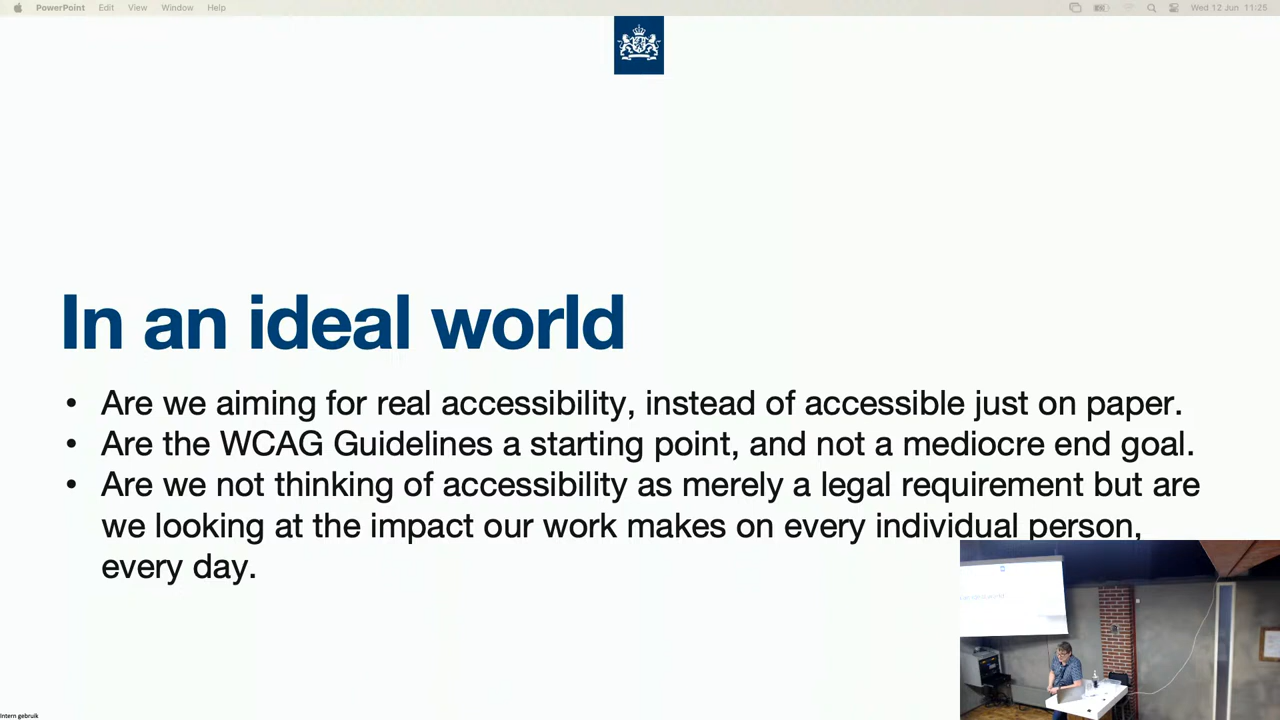 PowerPoint Edit View Window Help Wed 12 Jun 11:25
In an ideal world
• Are we aiming for real accessibility, instead of accessible just on paper.
• Are the WCAG Guidelines a starting point, and not a mediocre end goal.
• Are we not thinking of accessibility as merely a legal requirement but are
we looking at the impact our work makes on every individual person,
every day.
Intern gebruik